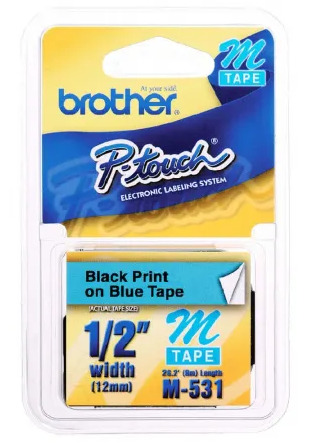 M
TAPE
At your side.
brother®
P-touch®
ELECTRONIC LABELING SYSTEM
Black Print
on Blue Tape
(ACTUAL TAPE SIZE)
1/2"
width
(12mm)
M
TAPE
26.2' (8m) Length
M-531